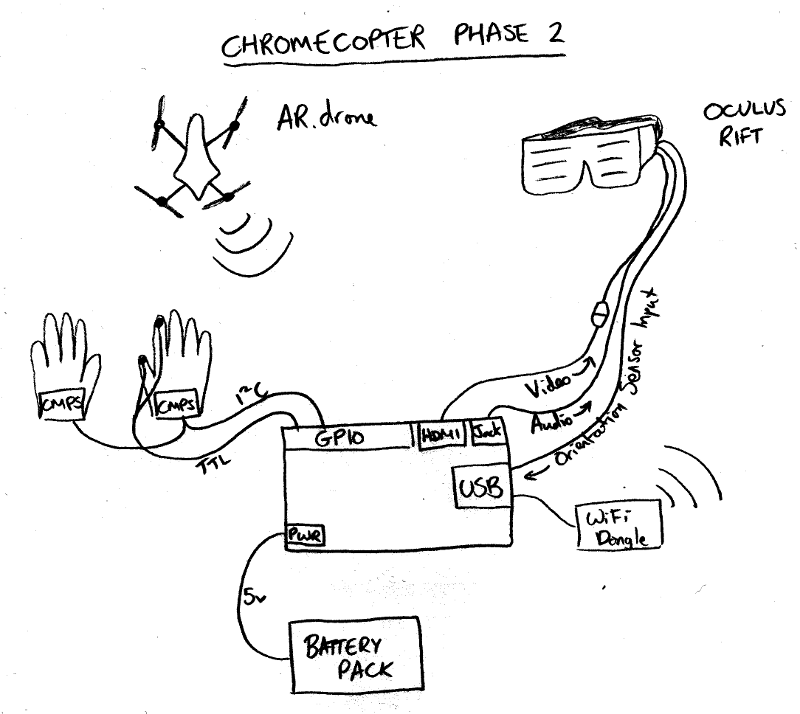 CHROMECOPTER PHASE 2
AR.drone
OCULUS
RIFT
CMPS
CMPS
I²C
TTL
GPIO
HDMI
Jack
USB
PWR
Video →
Audio →
← Orientation Sensor Input
WiFi
Dongle
5v
BATTERY
PACK